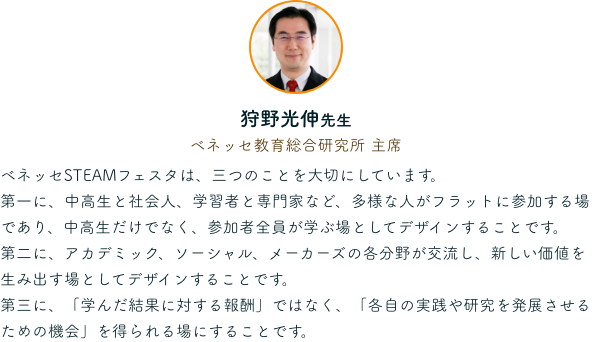 狩野光伸先生
ベネッセ教育総合研究所 主席
ベネッセSTEAMフェスタは、三つのことを大切にしています。
第一に、中高生と社会人、学習者と専門家など、多様な人がフラットに参加する場
であり、中高生だけでなく、参加者全員が学ぶ場としてデザインすることです。
第二に、アカデミック、ソーシャル、メーカーズの各分野が交流し、新しい価値を
生み出す場としてデザインすることです。
第三に、「学んだ結果に対する報酬」ではなく、「各自の実践や研究を発展させる
ための機会」を得られる場にすることです。